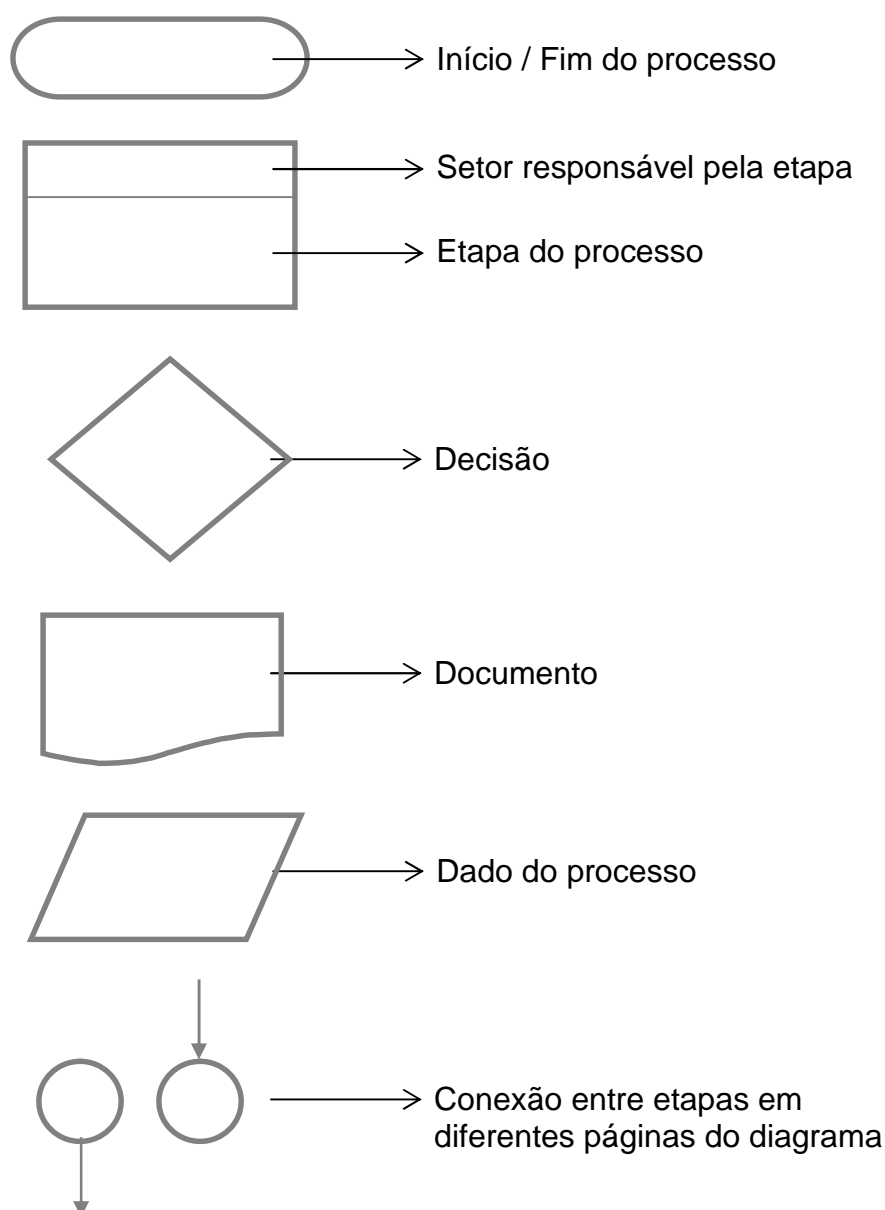 Início / Fim do processo
Setor responsável pela etapa
Etapa do processo
Decisão
Documento
Dado do processo
Conexão entre etapas em
diferentes páginas do diagrama